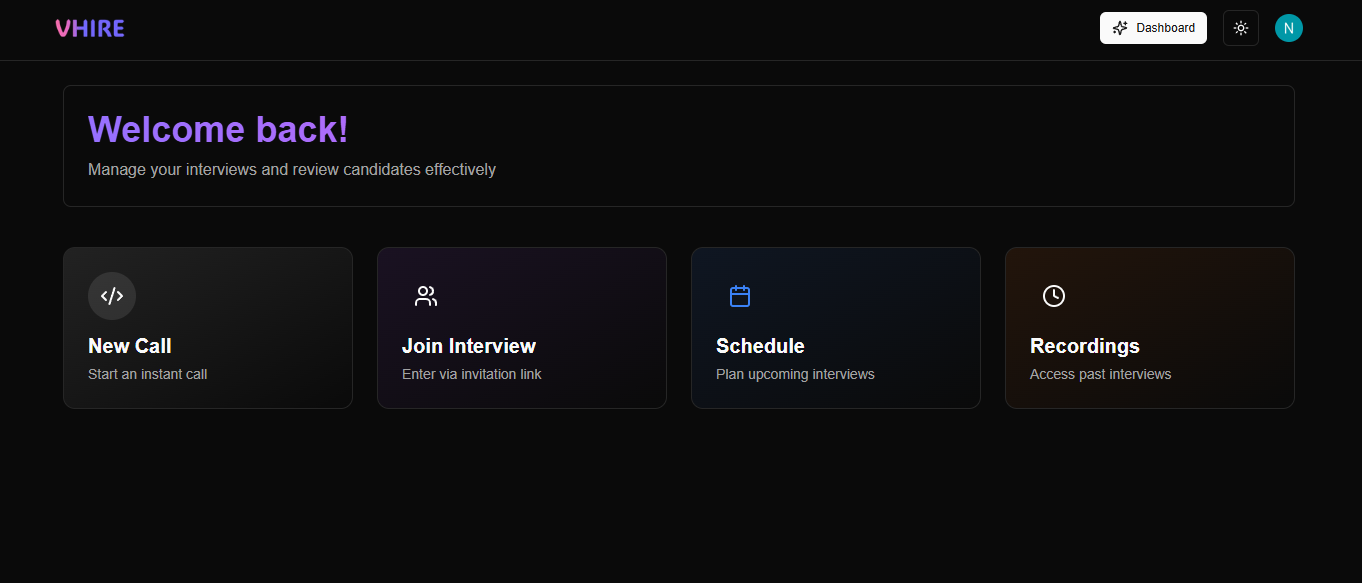 VHIRE
Dashboard
N
Welcome back!
Manage your interviews and review candidates effectively
New Call
Start an instant call
Join Interview
Enter via invitation link
Schedule
Plan upcoming interviews
Recordings
Access past interviews